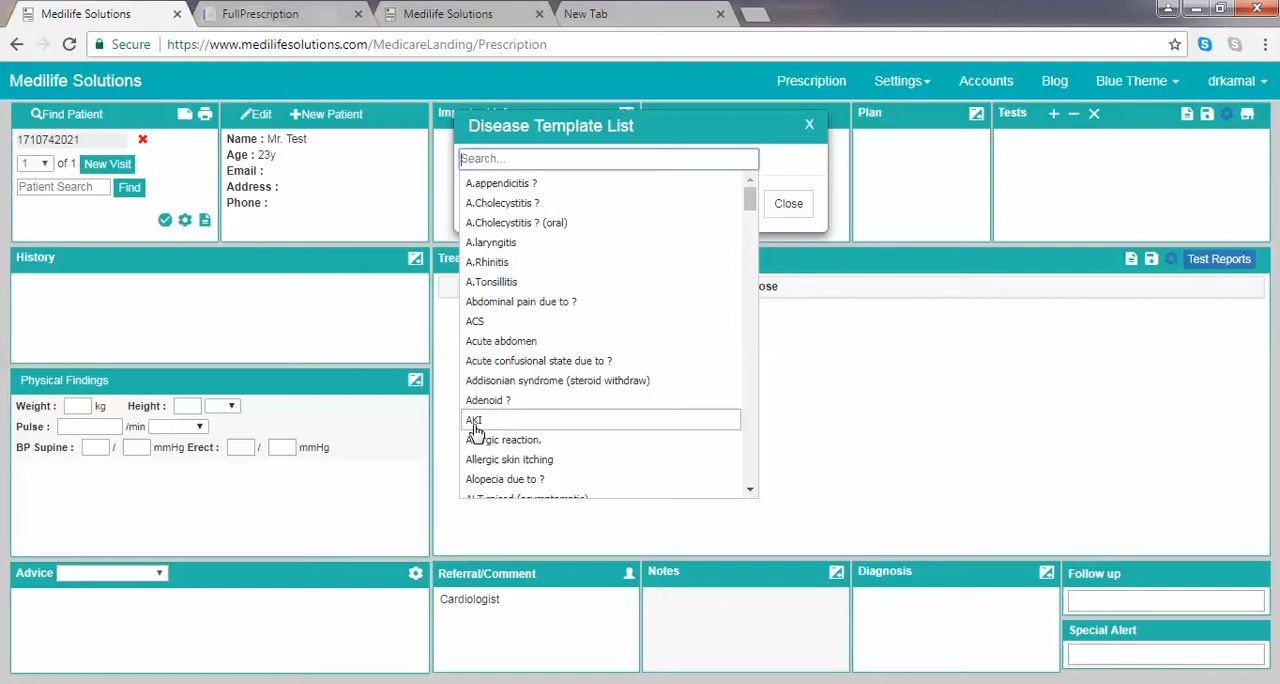 Medilife Solutions
FullPrescription
Medilife Solutions
New Tab
Secure
https://www.medilifesolutions.com/MedicareLanding/Prescription
Medilife Solutions
Prescription
Settings
Accounts
Blog
Blue Theme
drkamal
Find Patient
1710742021
1 of 1 New Visit
Patient Search Find
Edit
New Patient
Name : Mr. Test
Age : 23y
Email :
Address :
Phone :
Disease Template List
X
Search...
A.appendicitis ?
A.Cholecystitis ?
A.Cholecystitis ? (oral)
A.laryngitis
A.Rhinitis
A.Tonsillitis
Abdominal pain due to ?
ACS
Acute abdomen
Acute confusional state due to ?
Addisonian syndrome (steroid withdraw)
Adenoid ?
AKI
Allergic reaction.
Allergic skin itching
Alopecia due to ?
ALT raised (asymptomatic)
Close
Plan
Tests
History
Test Reports
Physical Findings
Weight : kg Height :
Pulse : /min
BP Supine : / mmHg Erect : / mmHg
Advice
Referral/Comment
Cardiologist
Notes
Diagnosis
Follow up
Special Alert